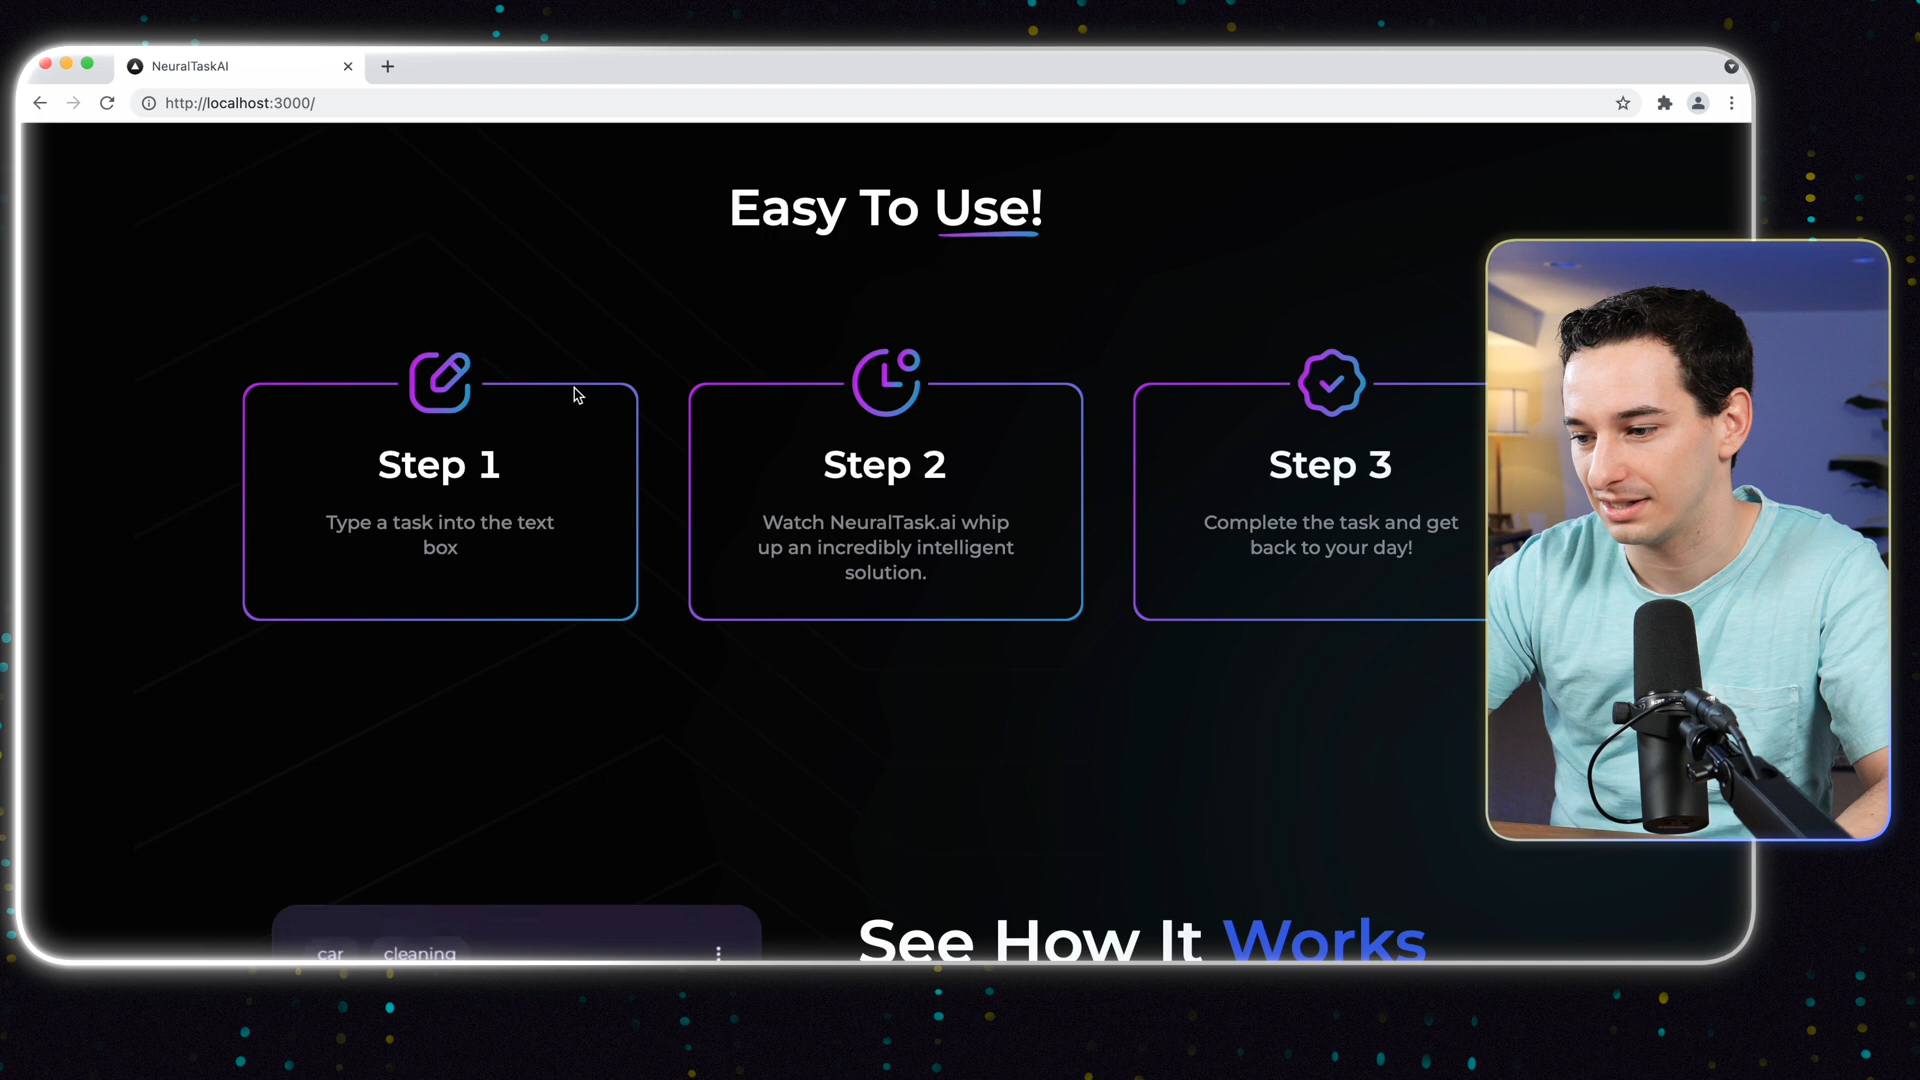 NeuralTaskAI
http://localhost:3000/
Easy To Use!
Step 1
Type a task into the text
box
Step 2
Watch NeuralTask.ai whip
up an incredibly intelligent
solution.
Step 3
Complete the task and get
back to your day!
car cleaning
See How It Works